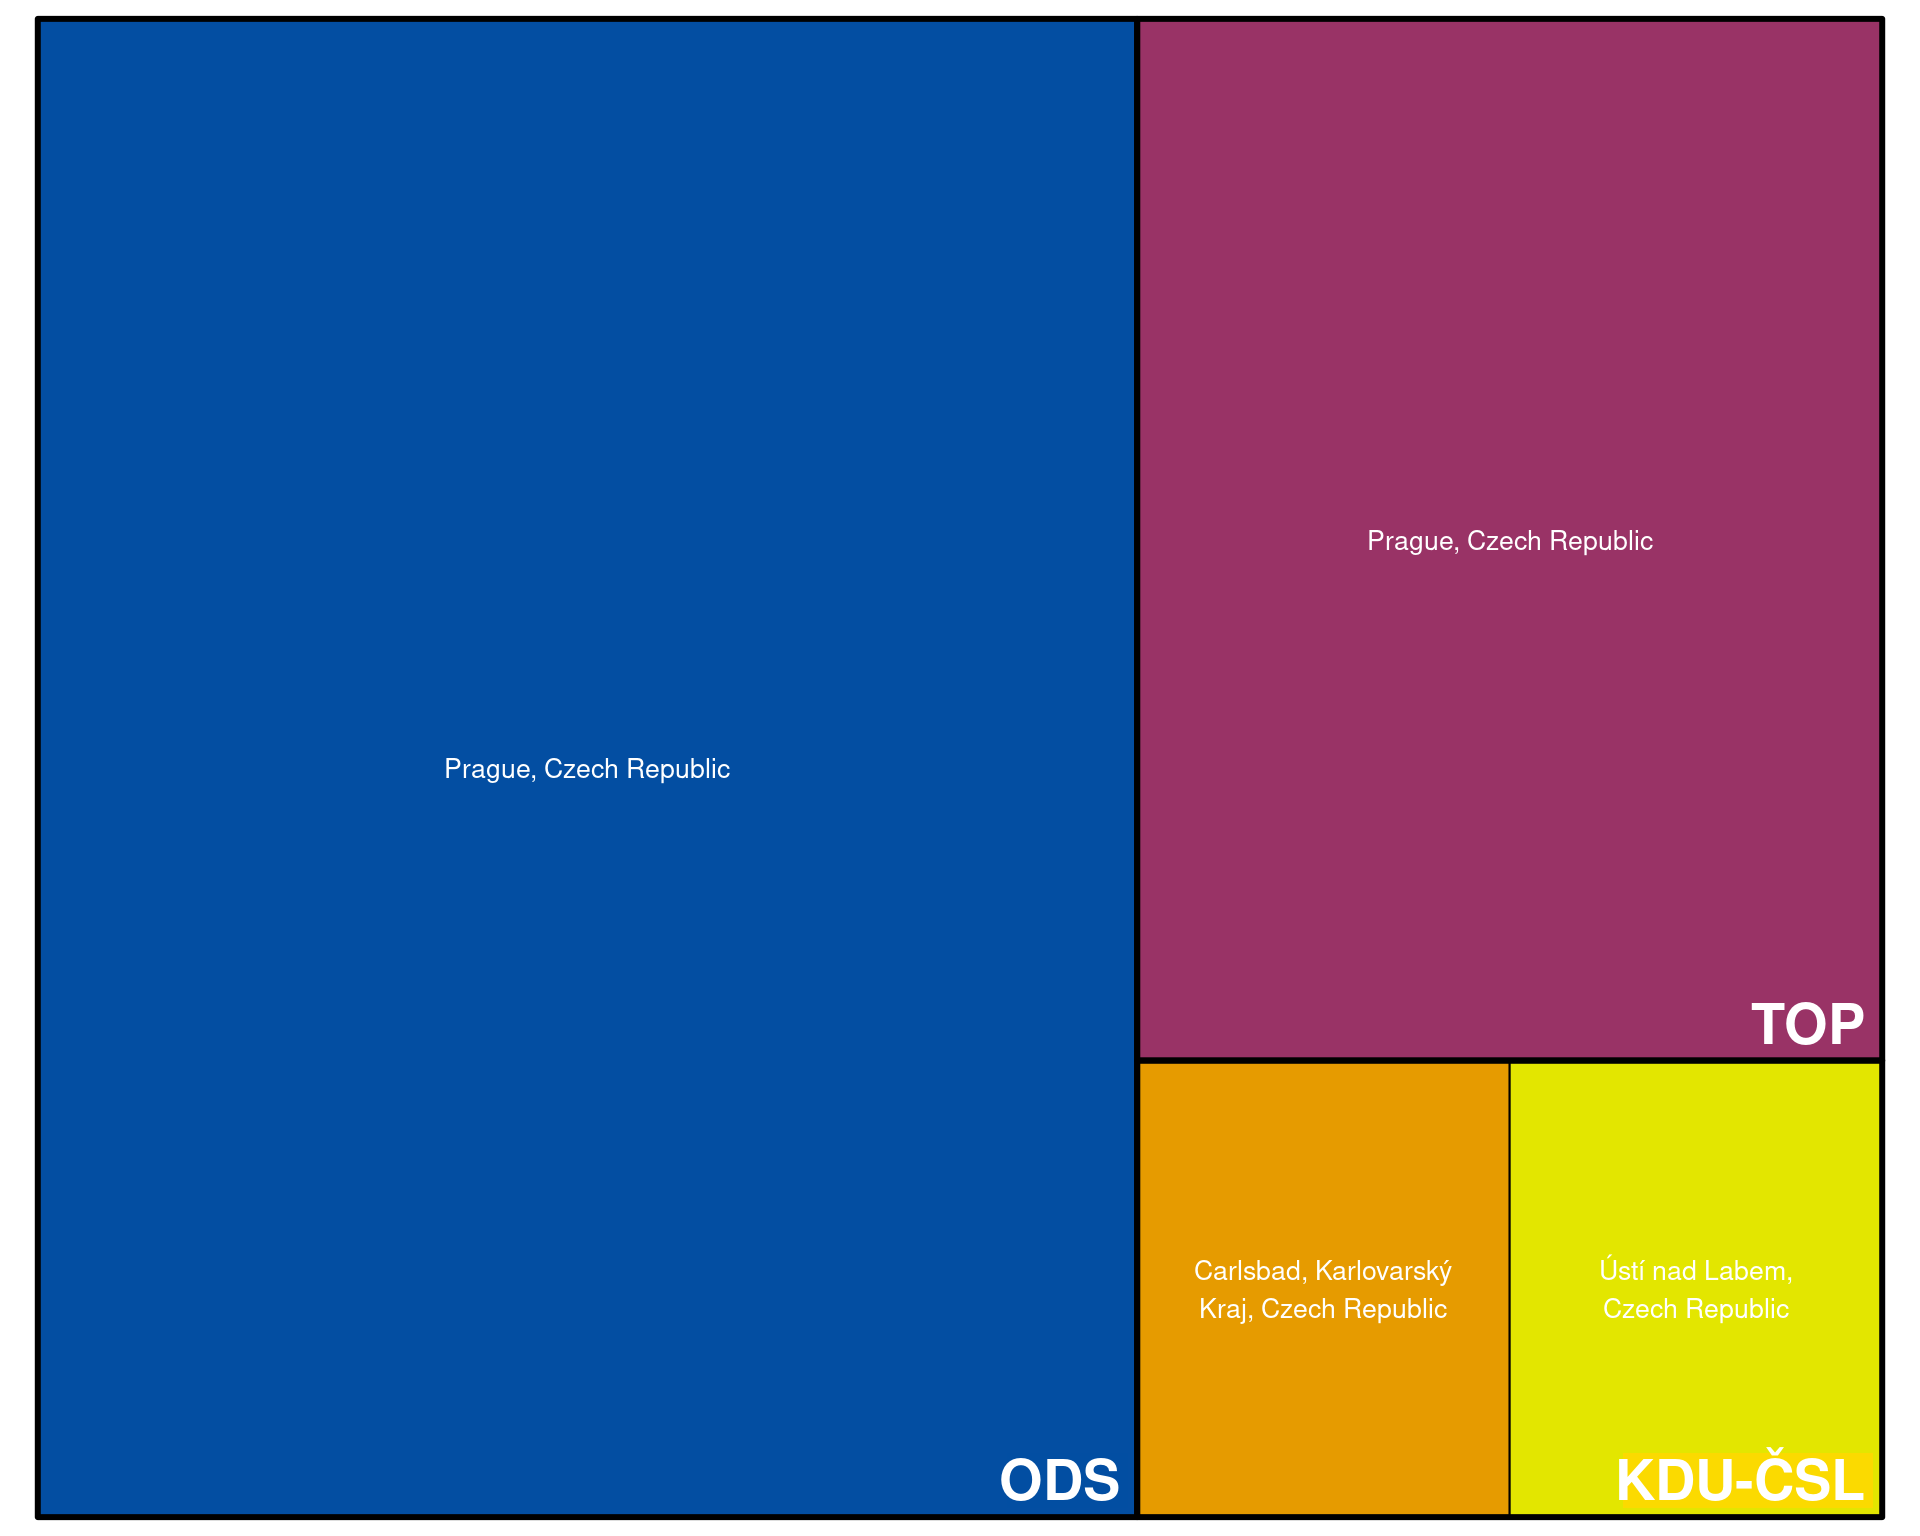 Prague, Czech Republic
ODS
Prague, Czech Republic
TOP
Carlsbad, Karlovarský
Kraj, Czech Republic
Ústí nad Labem,
Czech Republic
KDU-ČSL